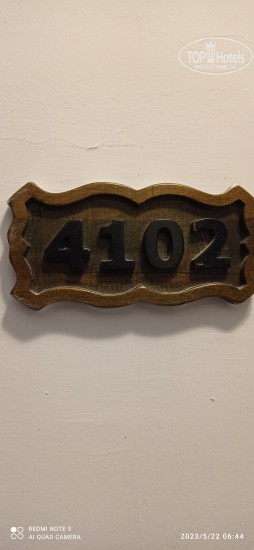 TOP Hotels
4102
REDMI NOTE 9
AI QUAD CAMERA
2023/5/22 06:44